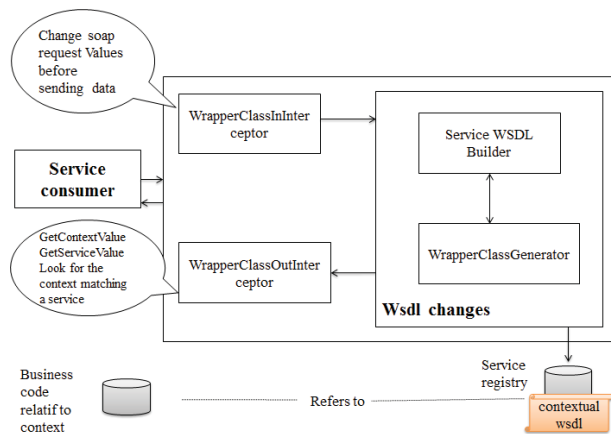 Change soap
request Values
before
sending data
WrapperClassInInter
ceptor
Service WSDL
Builder
Service
consumer
GetContextValue
GetServiceValue
Look for the
context matching
a service
WrapperClassOutInter
ceptor
WrapperClassGenerator
Wsdl changes
Business
code
relatif to
context
Refers to
Service
registry
contextual
wsdl